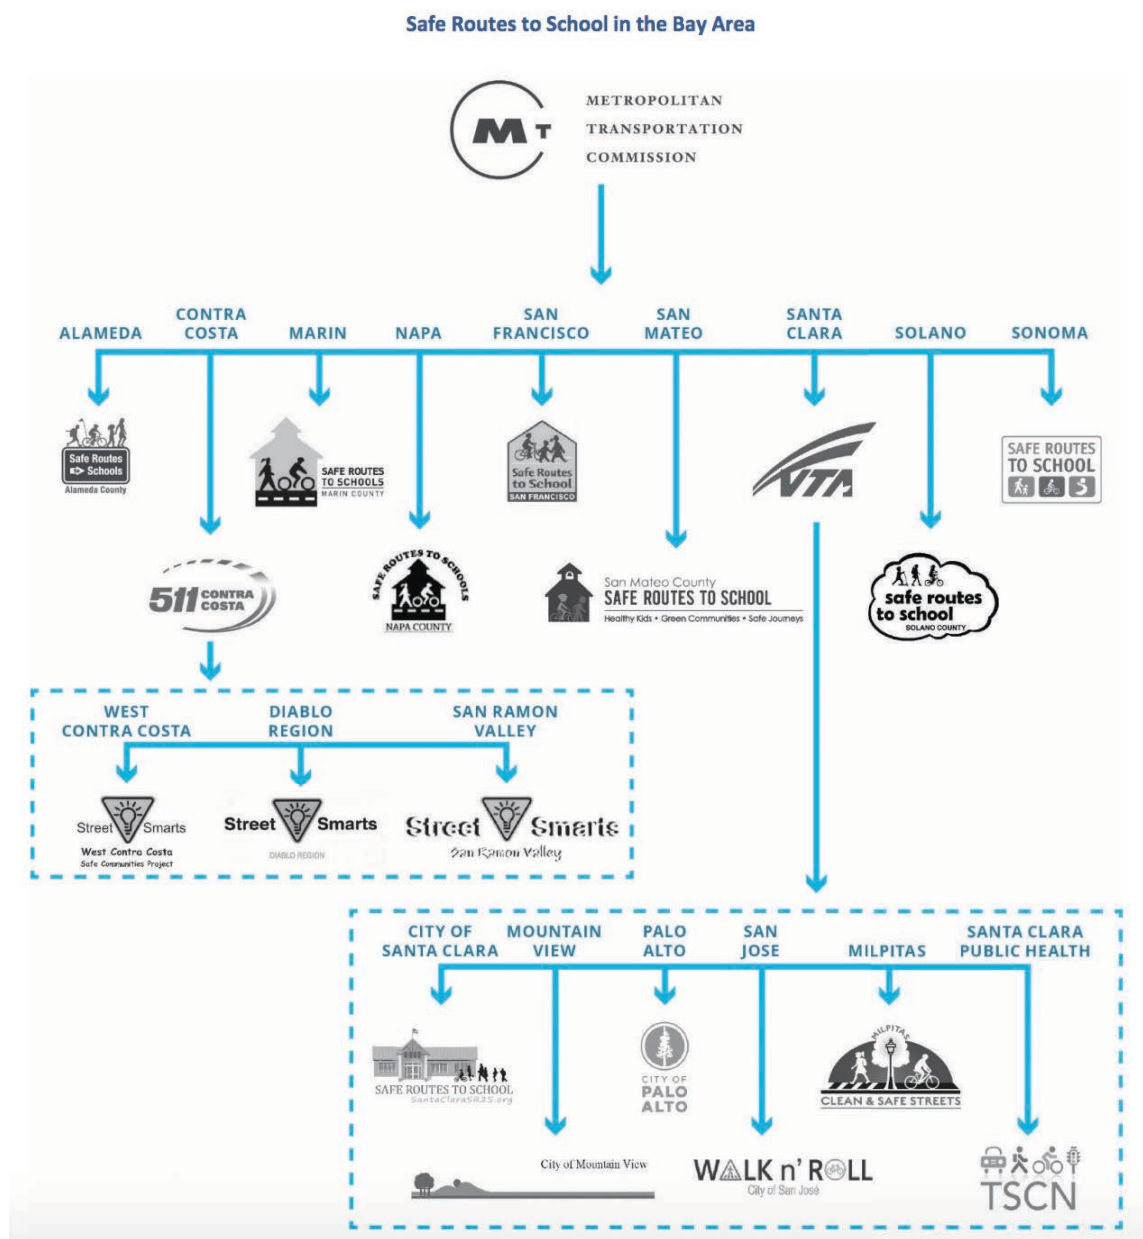 Safe Routes to School in the Bay Area
M T
METROPOLITAN
TRANSPORTATION
COMMISSION
ALAMEDA
CONTRA
COSTA
MARIN
NAPA
SAN
FRANCISCO
SAN
MATEO
SANTA
CLARA
SOLANO
SONOMA
Safe Routes
Schools
Alameda County
SAFE ROUTES
TO SCHOOLS
MARIN COUNTY
Safe Routes
to School
SAN FRANCISCO
VTA
SAFE ROUTES
TO SCHOOL
511 CONTRA
COSTA
SAFE ROUTES TO SCHOOLS
NAPA COUNTY
San Mateo County
SAFE ROUTES TO SCHOOL
Healthy Kids • Green Communities • Safe Journeys
safe routes
to school
SOLANO COUNTY
WEST
CONTRA COSTA
DIABLO
REGION
SAN RAMON
VALLEY
Street Smarts
West Contra Costa
Safe Communities Project
Street Smarts
DIABLO REGION
Street Smarts
San Ramon Valley
CITY OF
SANTA CLARA
MOUNTAIN
VIEW
PALO
ALTO
SAN
JOSE
MILPITAS
SANTA CLARA
PUBLIC HEALTH
SAFE ROUTES TO SCHOOL
SantaClaraSR2S.org
CITY OF
PALO
ALTO
MILPITAS
CLEAN & SAFE STREETS
City of Mountain View
WALK n' ROLL
City of San José
TSCN